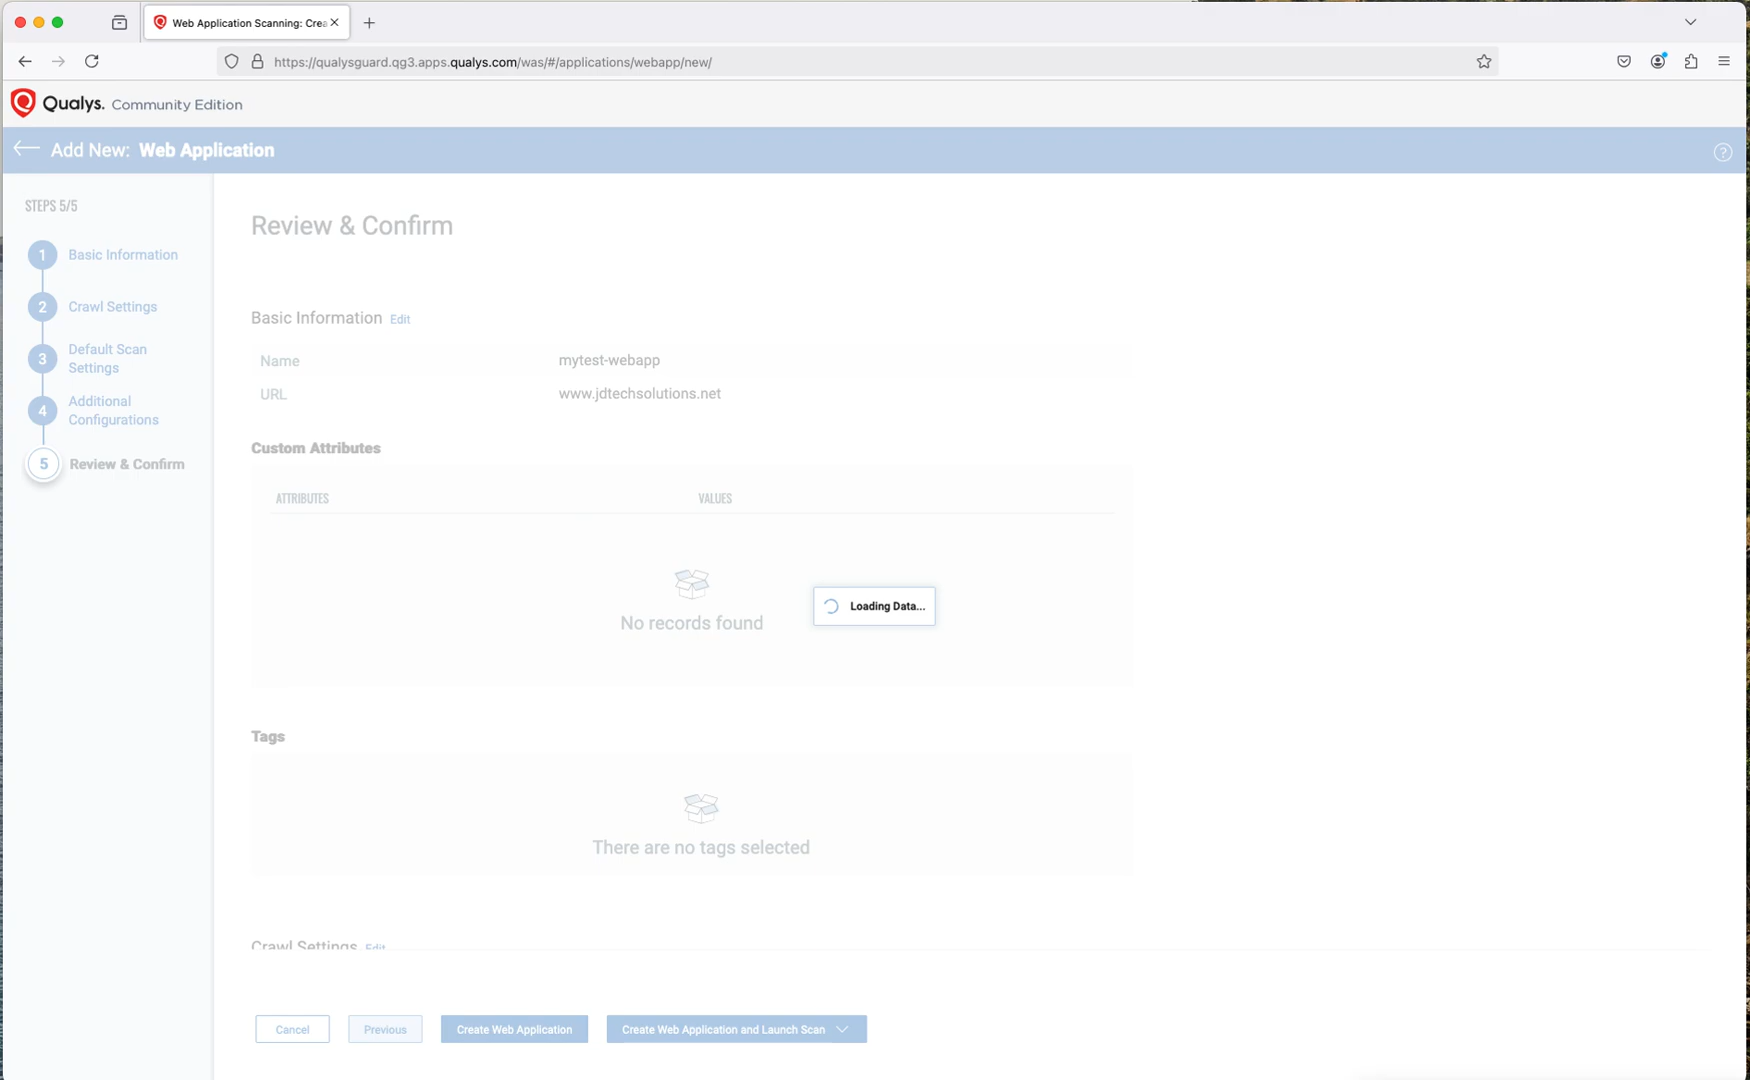 Web Application Scanning: Crea
https://qualysguard.qg3.apps.qualys.com/was/#/applications/webapp/new/
Qualys. Community Edition
Add New: Web Application
?
STEPS 5/5
1 Basic Information
2 Crawl Settings
3 Default Scan
Settings
4 Additional
Configurations
5 Review & Confirm
Review & Confirm
Basic Information Edit
Name mytest-webapp
URL www.jdtechsolutions.net
Custom Attributes
ATTRIBUTES VALUES
No records found
Loading Data...
Tags
There are no tags selected
Crawl Settings Edit
Cancel Previous Create Web Application Create Web Application and Launch Scan